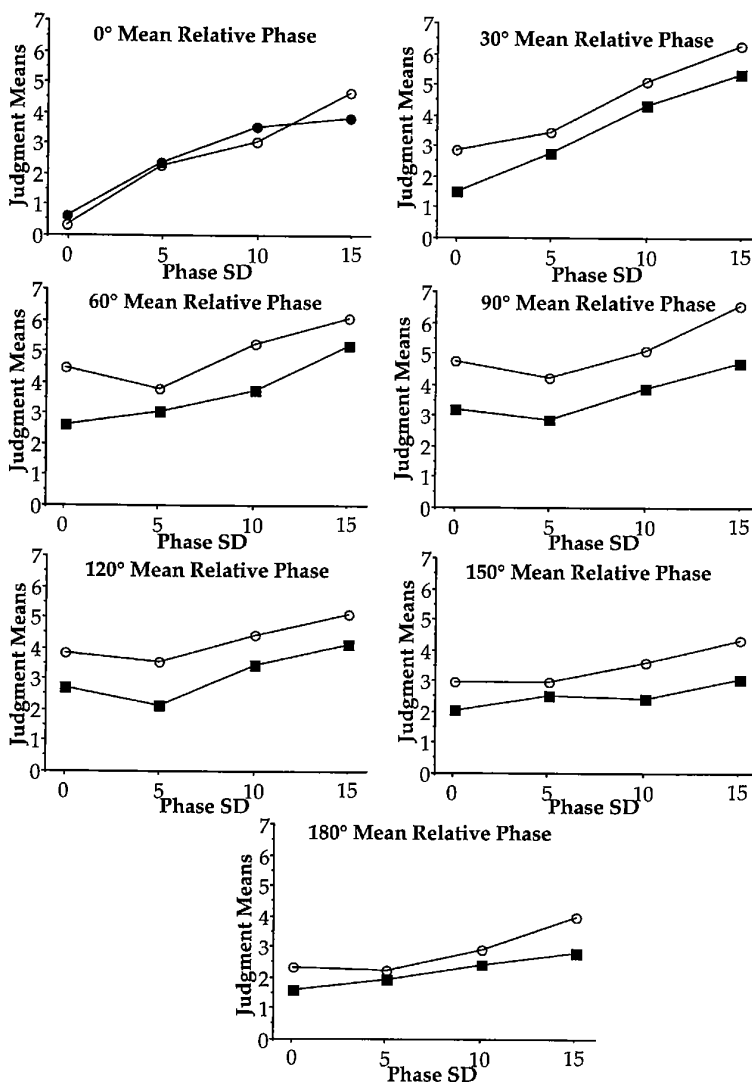 0° Mean Relative Phase
Judgment Means
7
6
5
4
3
2
1
0
0 5 10 15
Phase SD
30° Mean Relative Phase
Judgment Means
7
6
5
4
3
2
1
0
0 5 10 15
Phase SD
60° Mean Relative Phase
Judgment Means
7
6
5
4
3
2
1
0
0 5 10 15
Phase SD
90° Mean Relative Phase
Judgment Means
7
6
5
4
3
2
1
0
0 5 10 15
Phase SD
120° Mean Relative Phase
Judgment Means
7
6
5
4
3
2
1
0
0 5 10 15
Phase SD
150° Mean Relative Phase
Judgment Means
7
6
5
4
3
2
1
0
0 5 10 15
Phase SD
180° Mean Relative Phase
Judgment Means
7
6
5
4
3
2
1
0
0 5 10 15
Phase SD